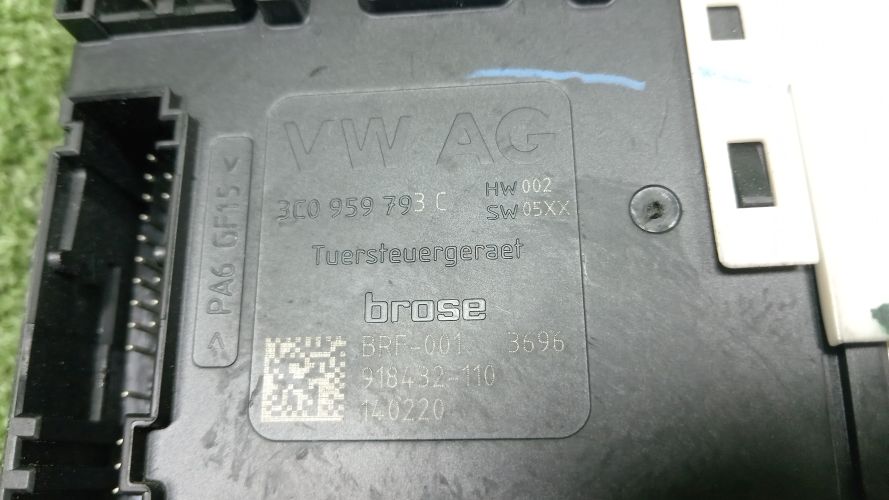 VW AG
3C0 959 793 C
HW 002
SW 05XX
Tuersteuergeraet
brose
BRF-001 3696
918432-110
140220
> PA6 GF15 <